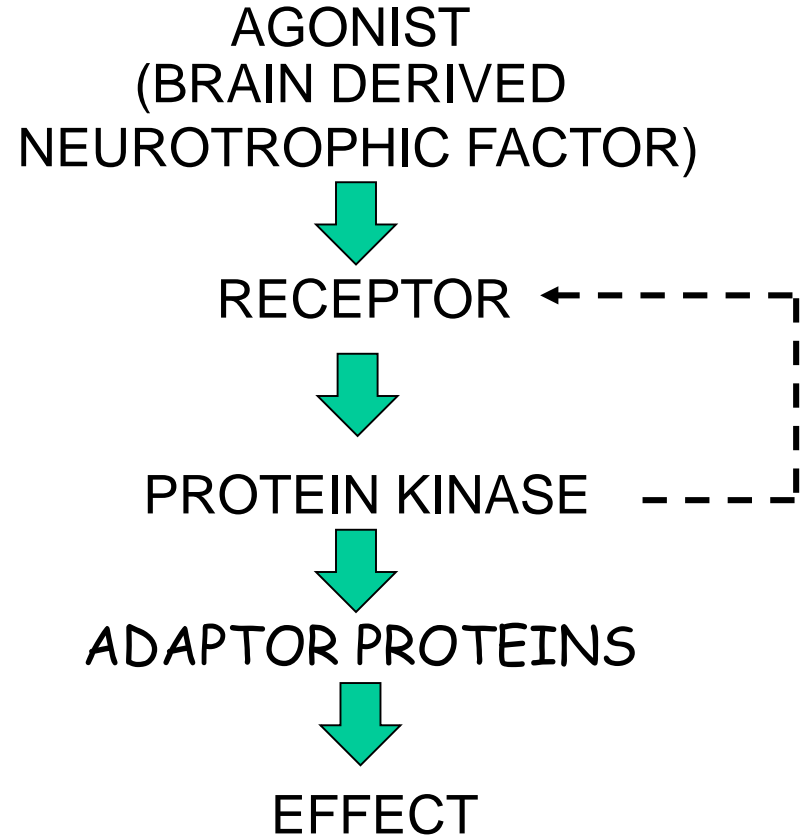 AGONIST
(BRAIN DERIVED
NEUROTROPHIC FACTOR)
RECEPTOR
PROTEIN KINASE
ADAPTOR PROTEINS
EFFECT